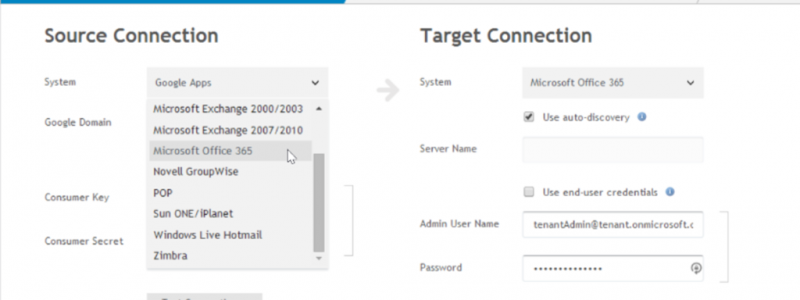 Source Connection
System
Google Apps
Google Domain
Microsoft Exchange 2000/2003
Microsoft Exchange 2007/2010
Microsoft Office 365
Novell GroupWise
POP
Sun ONE/iPlanet
Windows Live Hotmail
Zimbra
Consumer Key
Consumer Secret
Target Connection
System
Microsoft Office 365
Use auto-discovery
Server Name
Use end-user credentials
Admin User Name
tenantAdmin@tenant.onmicrosoft.c
Password